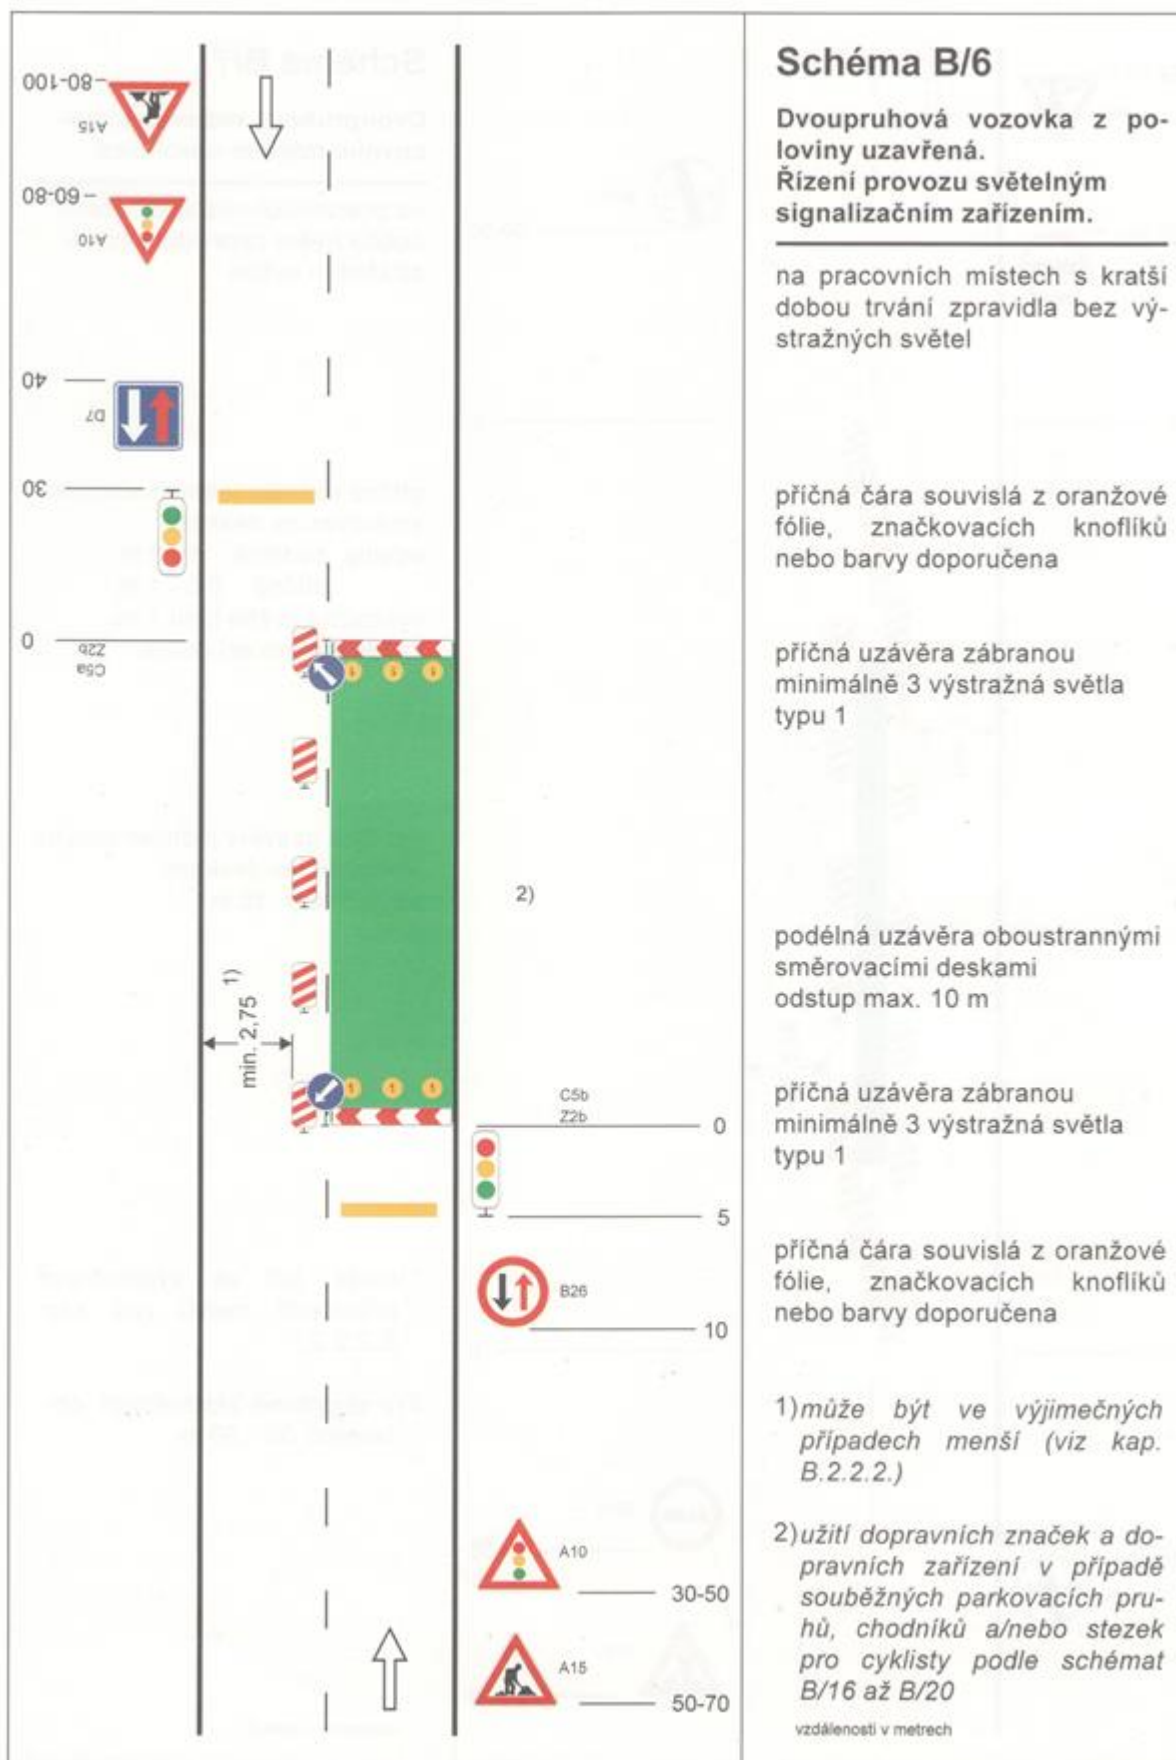 80-100
A15
60-80
A10
40
D7
30
0
Z2b
C5a
1 1 1
2)
min. 2,75 1)
1 1 1
C5b
Z2b
0
5
B26
10
A10
30-50
A15
50-70
Schéma B/6
Dvoupruhová vozovka z po-
loviny uzavřená.
Řízení provozu světelným
signalizačním zařízením.
na pracovních místech s kratší
dobou trvání zpravidla bez vý-
stražných světel
příčná čára souvislá z oranžové
fólie, značkovacích knoflíků
nebo barvy doporučena
příčná uzávěra zábranou
minimálně 3 výstražná světla
typu 1
podélná uzávěra oboustrannými
směrovacími deskami
odstup max. 10 m
příčná uzávěra zábranou
minimálně 3 výstražná světla
typu 1
příčná čára souvislá z oranžové
fólie, značkovacích knoflíků
nebo barvy doporučena
1) může být ve výjimečných
případech menší (viz kap.
B.2.2.2.)
2) užití dopravních značek a do-
pravních zařízení v případě
souběžných parkovacích pru-
hů, chodníků a/nebo stezek
pro cyklisty podle schémat
B/16 až B/20
vzdálenosti v metrech